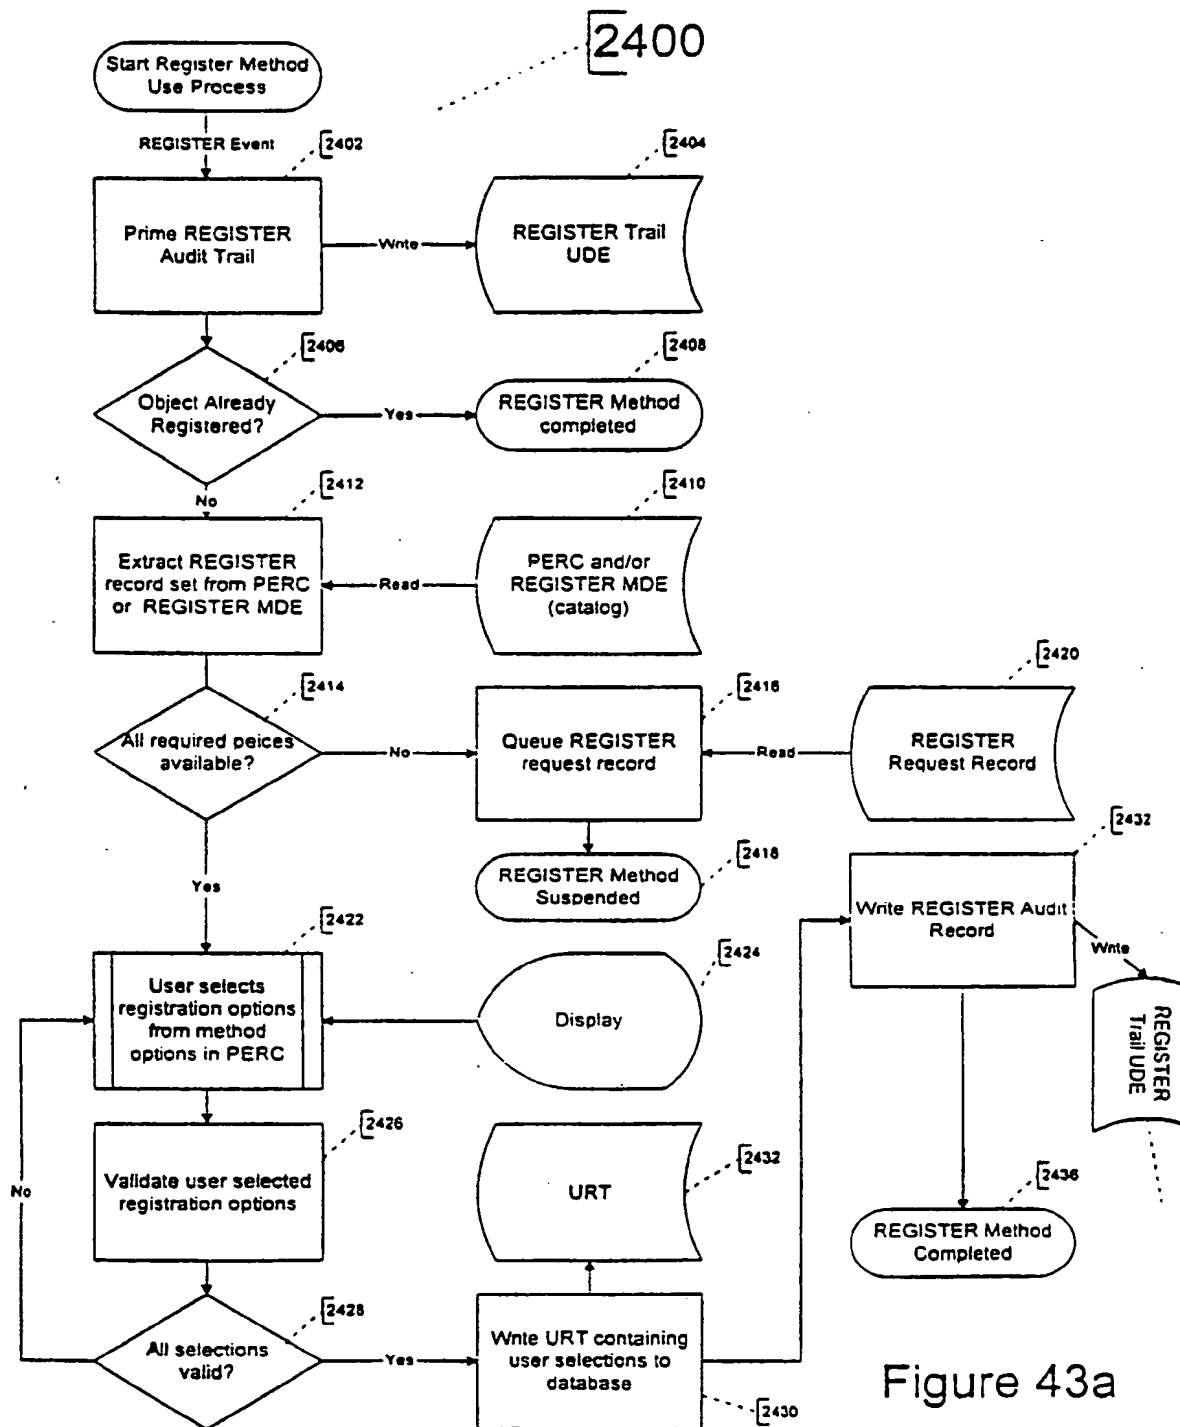 2400
Start Register Method
Use Process
REGISTER Event
2402
2404
Prime REGISTER
Audit Trail
Write
REGISTER Trail
UDE
2406
2408
Object Already
Registered?
Yes
REGISTER Method
completed
No
2412
2410
Extract REGISTER
record set from PERC
or REGISTER MDE
Read
PERC and/or
REGISTER MDE
(catalog)
2414
2416
2420
All required peices
available?
No
Queue REGISTER
request record
Read
REGISTER
Request Record
2418
REGISTER Method
Suspended
2432
Write REGISTER Audit
Record
Write
REGISTER
Trail UDE
Yes
2422
2424
User selects
registration options
from method
options in PERC
Display
2426
2432
Validate user selected
registration options
No
URT
2436
REGISTER Method
Completed
2428
All selections
valid?
Yes
Write URT containing
user selections to
database
2430
Figure 43a